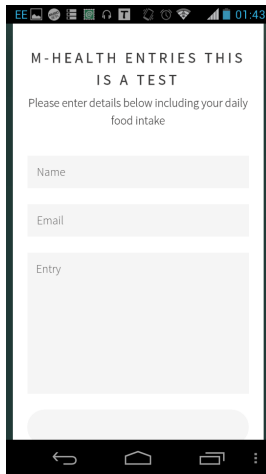 EE T 01:43
M-HEALTH ENTRIES THIS
IS A TEST
Please enter details below including your daily
food intake
Name
Email
Entry